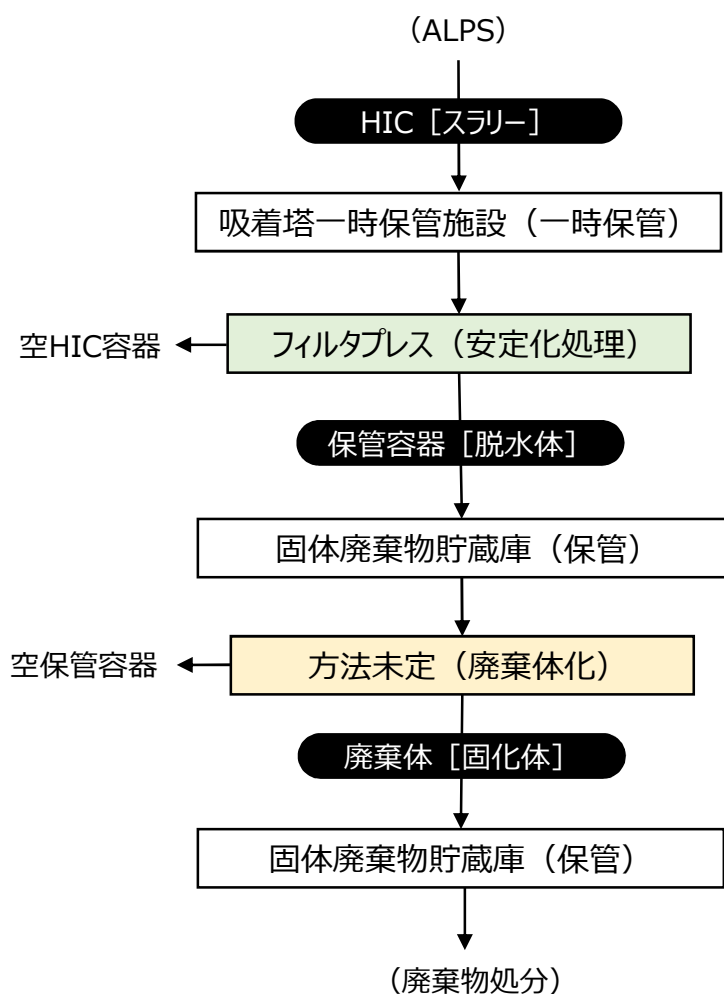 （ALPS）
HIC［スラリー］
吸着塔一時保管施設（一時保管）
空HIC容器
フィルタプレス（安定化処理）
保管容器［脱水体］
固体廃棄物貯蔵庫（保管）
空保管容器
方法未定（廃棄体化）
廃棄体［固化体］
固体廃棄物貯蔵庫（保管）
（廃棄物処分）